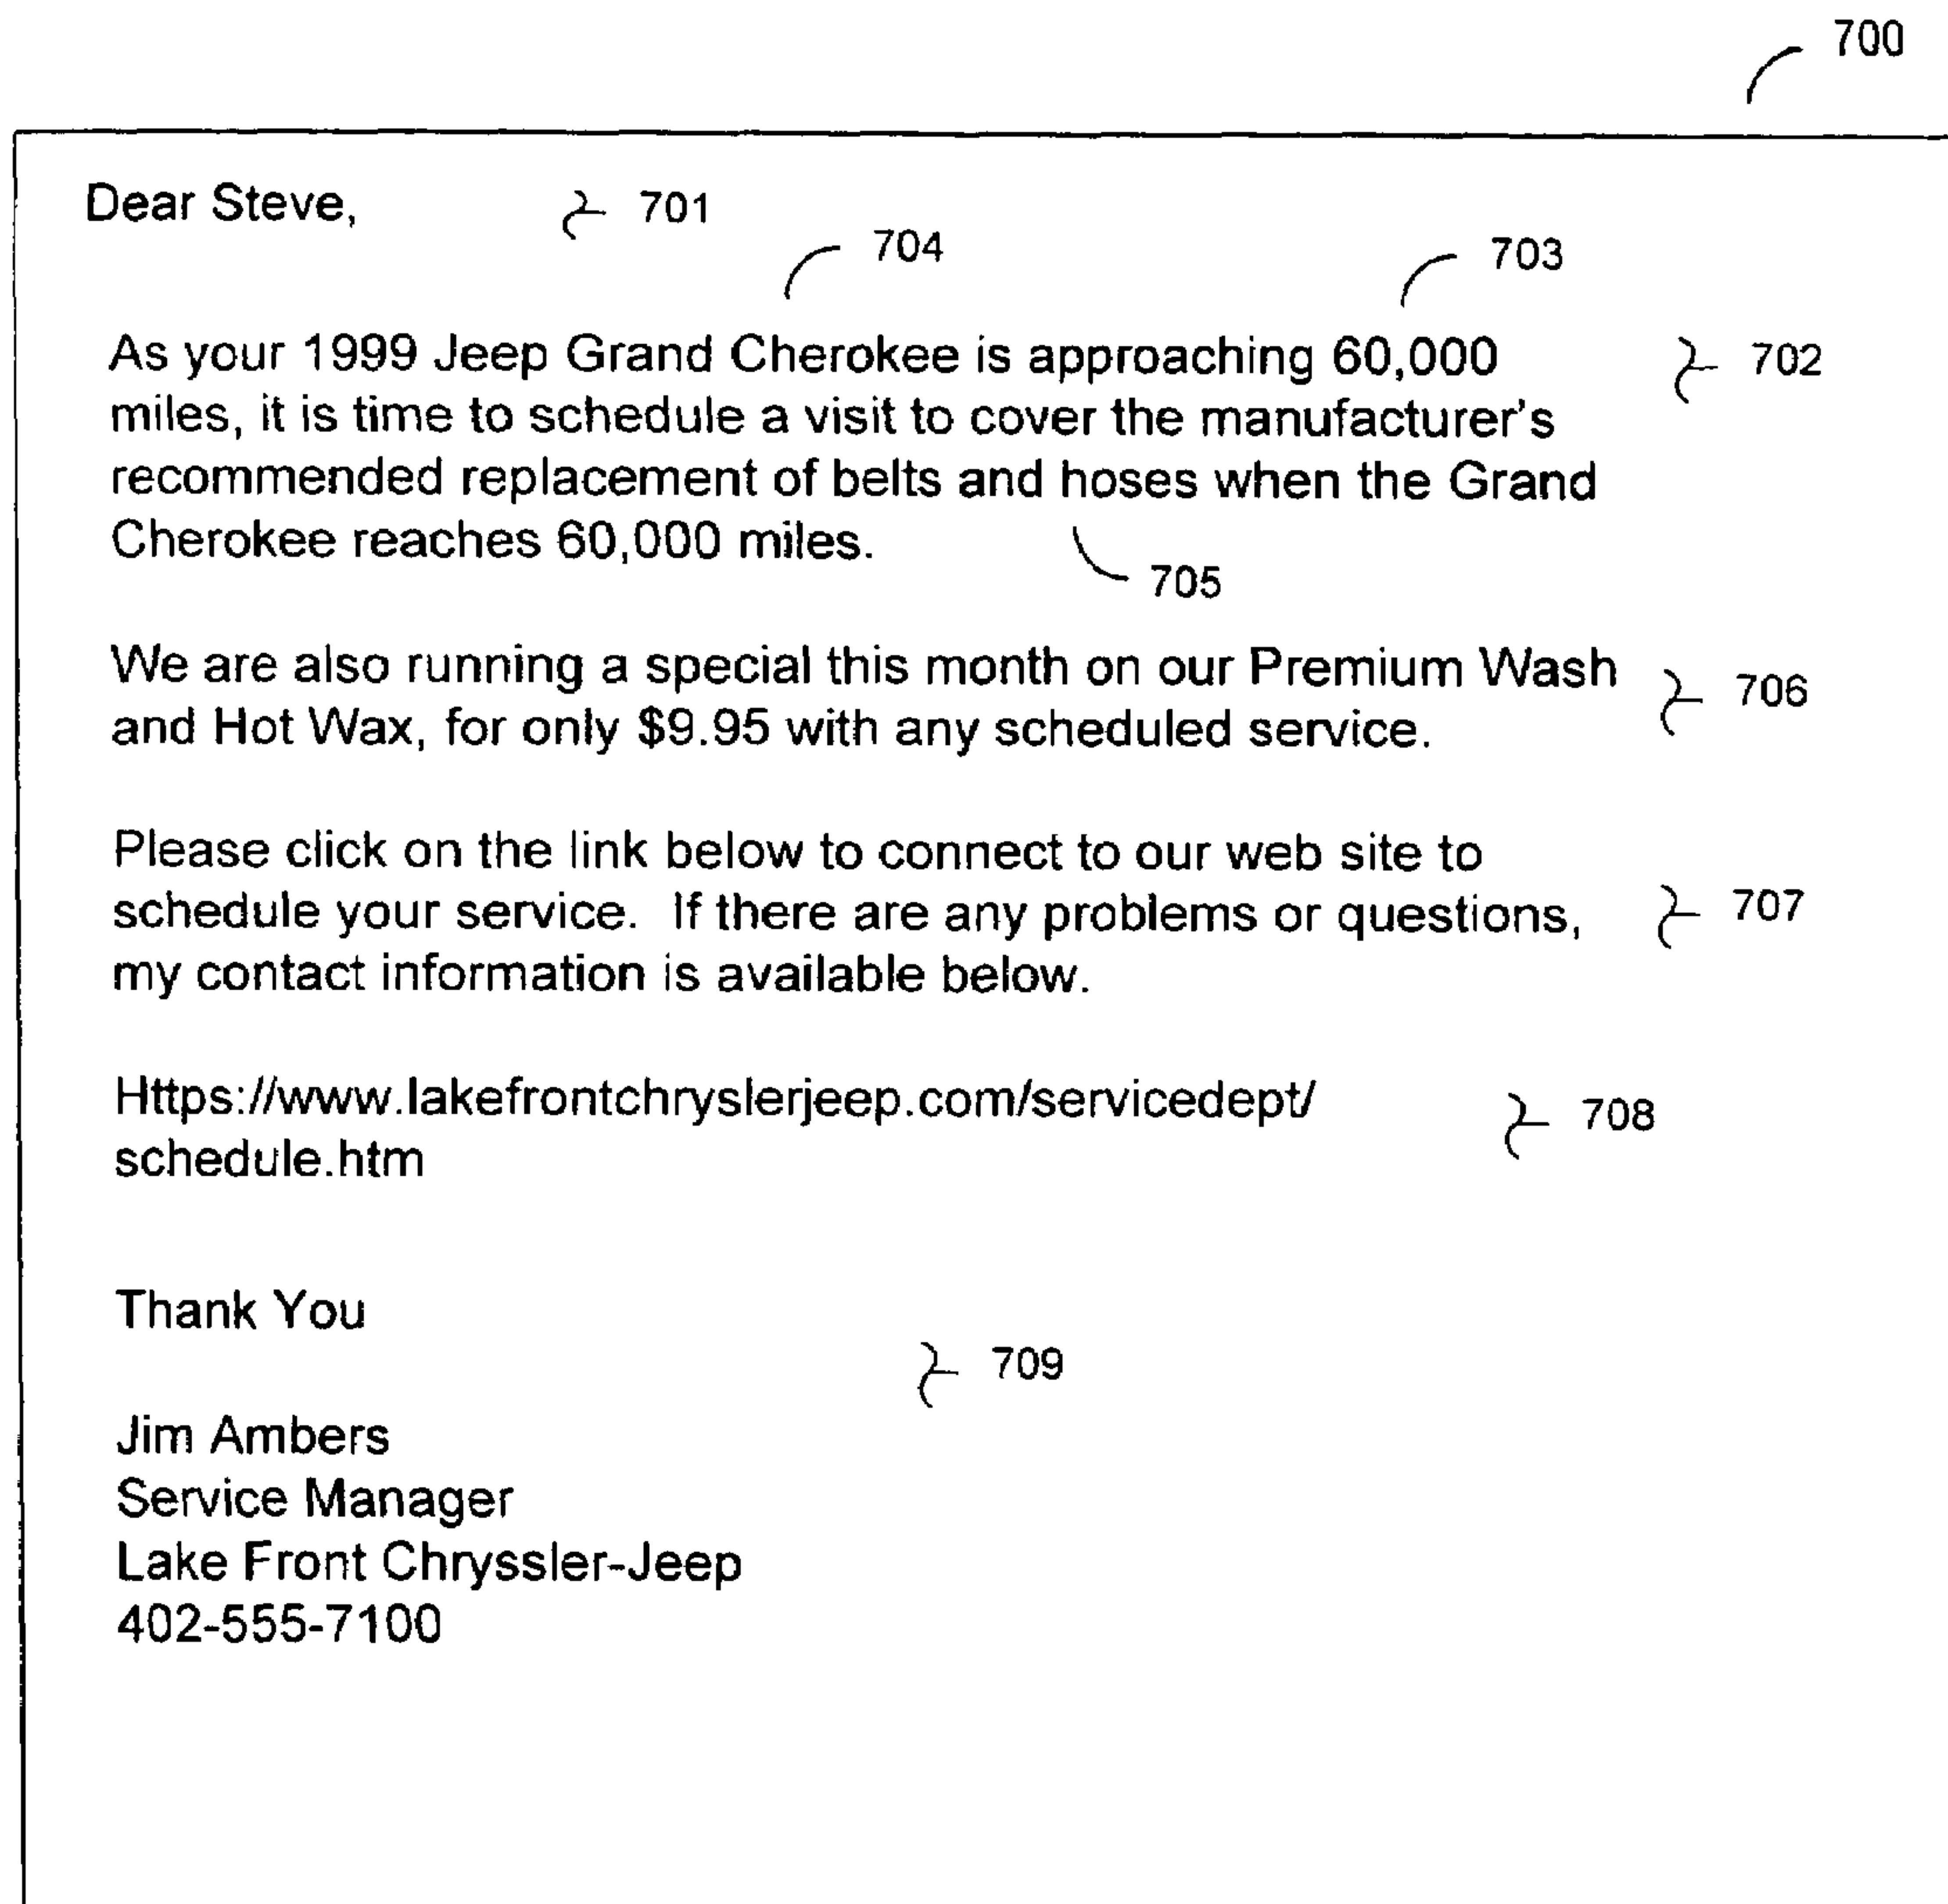 700
Dear Steve, 701
704 703
As your 1999 Jeep Grand Cherokee is approaching 60,000 702
miles, it is time to schedule a visit to cover the manufacturer's
recommended replacement of belts and hoses when the Grand
Cherokee reaches 60,000 miles.
705
We are also running a special this month on our Premium Wash 706
and Hot Wax, for only $9.95 with any scheduled service.
Please click on the link below to connect to our web site to
schedule your service. If there are any problems or questions, 707
my contact information is available below.
Https://www.lakefrontchryslerjeep.com/servicedept/ 708
schedule.htm
Thank You
709
Jim Ambers
Service Manager
Lake Front Chryssler-Jeep
402-555-7100